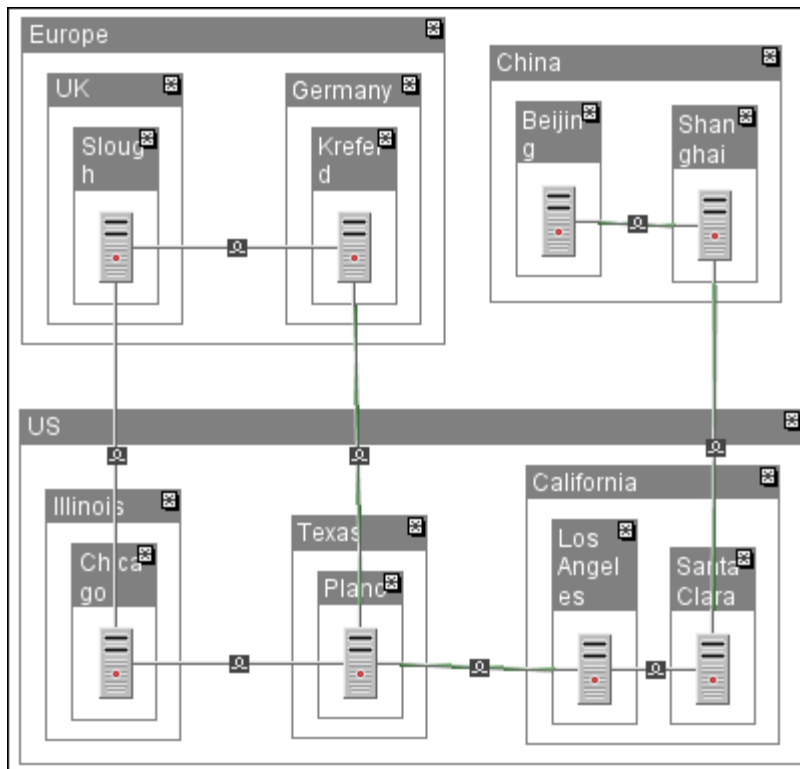 Europe
UK
Sloug
h
Germany
Krefel
d
China
Beijin
g
Shan
ghai
US
Illinois
Chica
go
Texas
Plano
California
Los
Angel
es
Santa
Clara